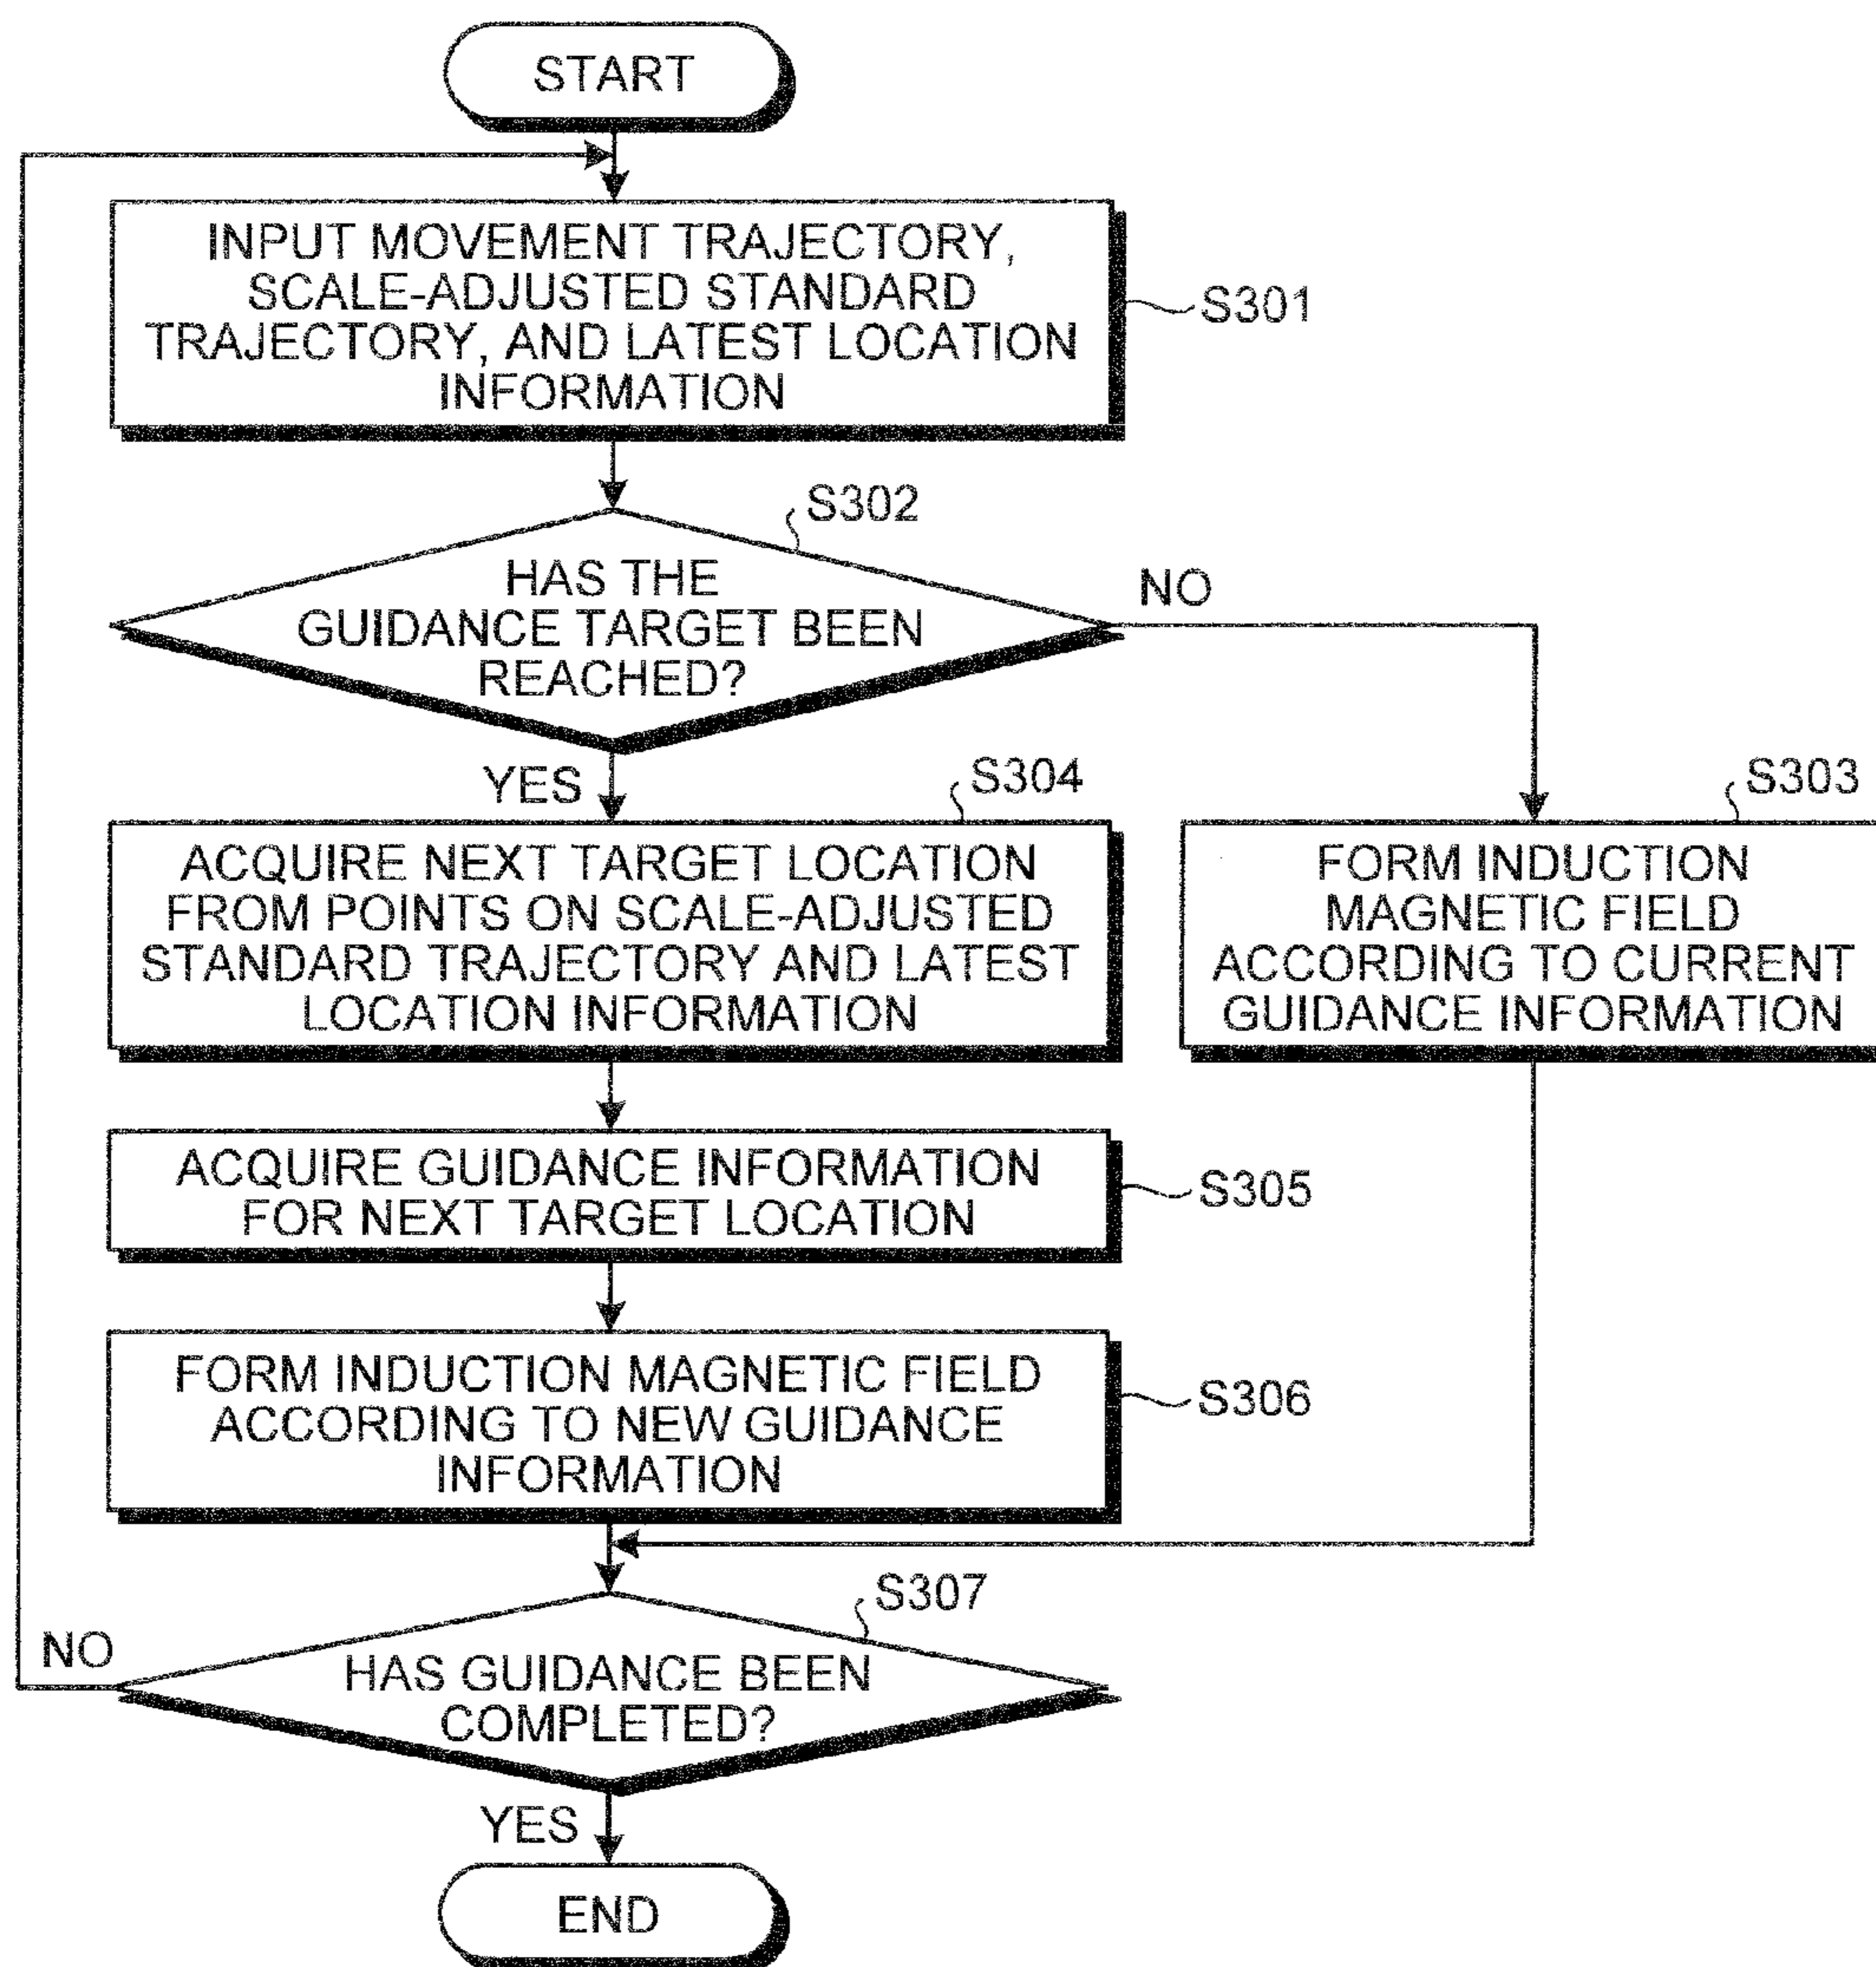 START
INPUT MOVEMENT TRAJECTORY,
SCALE-ADJUSTED STANDARD
TRAJECTORY, AND LATEST LOCATION
INFORMATION
S301
S302
HAS THE
GUIDANCE TARGET BEEN
REACHED?
NO
YES
S304
ACQUIRE NEXT TARGET LOCATION
FROM POINTS ON SCALE-ADJUSTED
STANDARD TRAJECTORY AND LATEST
LOCATION INFORMATION
S303
FORM INDUCTION
MAGNETIC FIELD
ACCORDING TO CURRENT
GUIDANCE INFORMATION
ACQUIRE GUIDANCE INFORMATION
FOR NEXT TARGET LOCATION
S305
FORM INDUCTION MAGNETIC FIELD
ACCORDING TO NEW GUIDANCE
INFORMATION
S306
S307
HAS GUIDANCE BEEN
COMPLETED?
NO
YES
END